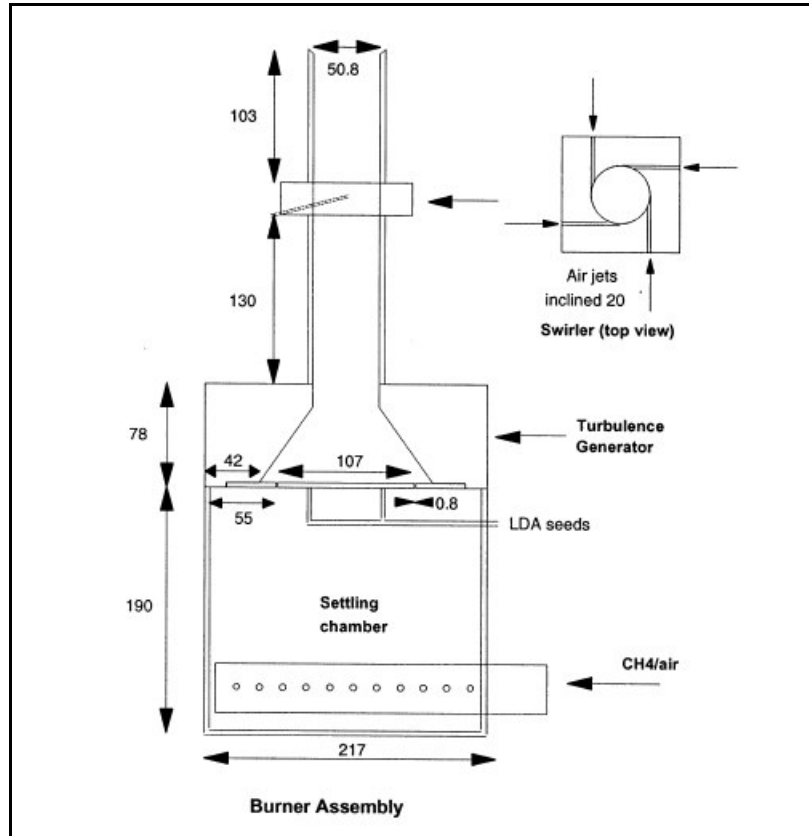 50.8
103
Air jets
inclined 20
Swirler (top view)
130
78
Turbulence
Generator
42
107
55
0.8
LDA seeds
190
Settling
chamber
CH4/air
217
Burner Assembly